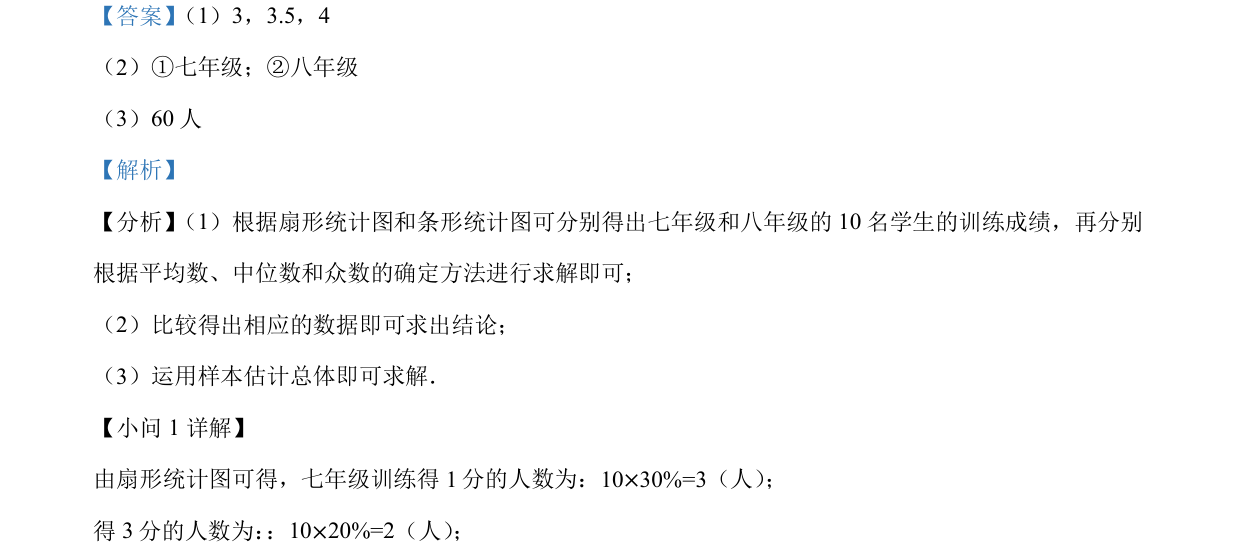 【答案】（1）3，3.5，4
（2）①七年级；②八年级
（3）60 人
【解析】
【分析】（1）根据扇形统计图和条形统计图可分别得出七年级和八年级的 10 名学生的训练成绩，再分别
根据平均数、中位数和众数的确定方法进行求解即可；
（2）比较得出相应的数据即可求出结论；
（3）运用样本估计总体即可求解．
【小问 1 详解】
由扇形统计图可得，七年级训练得 1 分的人数为：10×30%=3（人）；
得 3 分的人数为:：10×20%=2（人）；